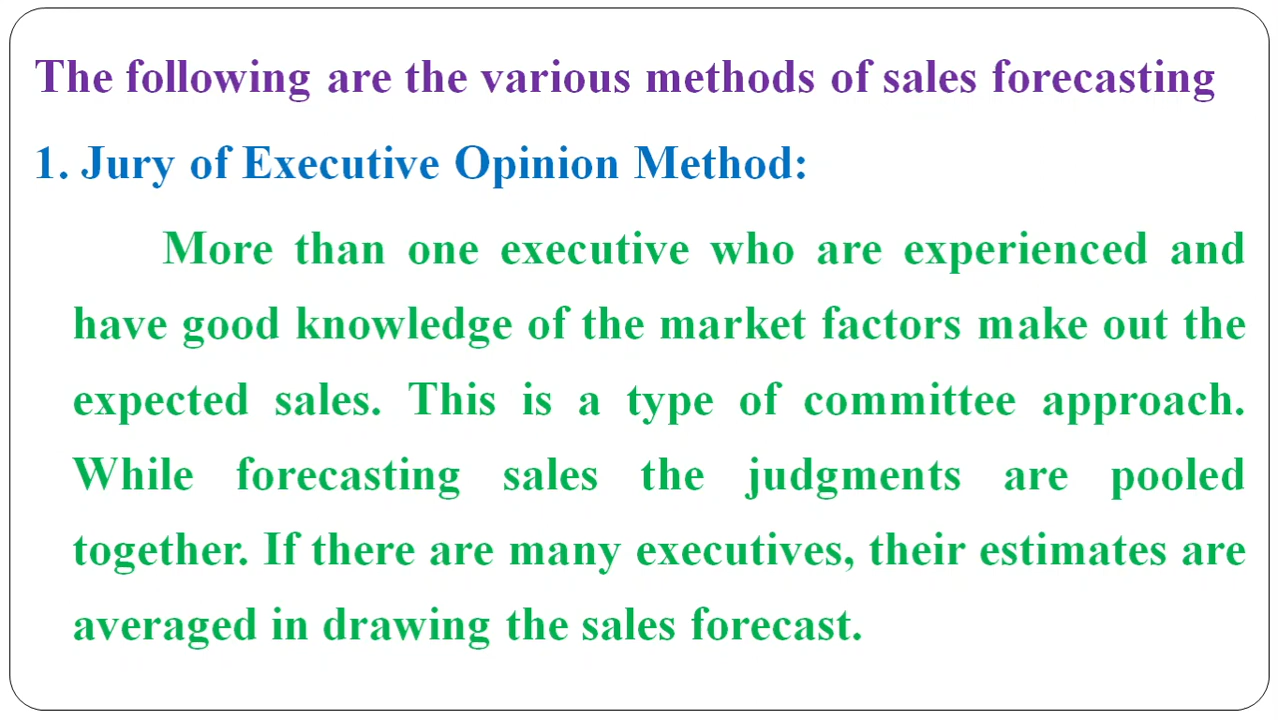 The following are the various methods of sales forecasting
1. Jury of Executive Opinion Method:
More than one executive who are experienced and
have good knowledge of the market factors make out the
expected sales. This is a type of committee approach.
While forecasting sales the judgments are pooled
together. If there are many executives, their estimates are
averaged in drawing the sales forecast.